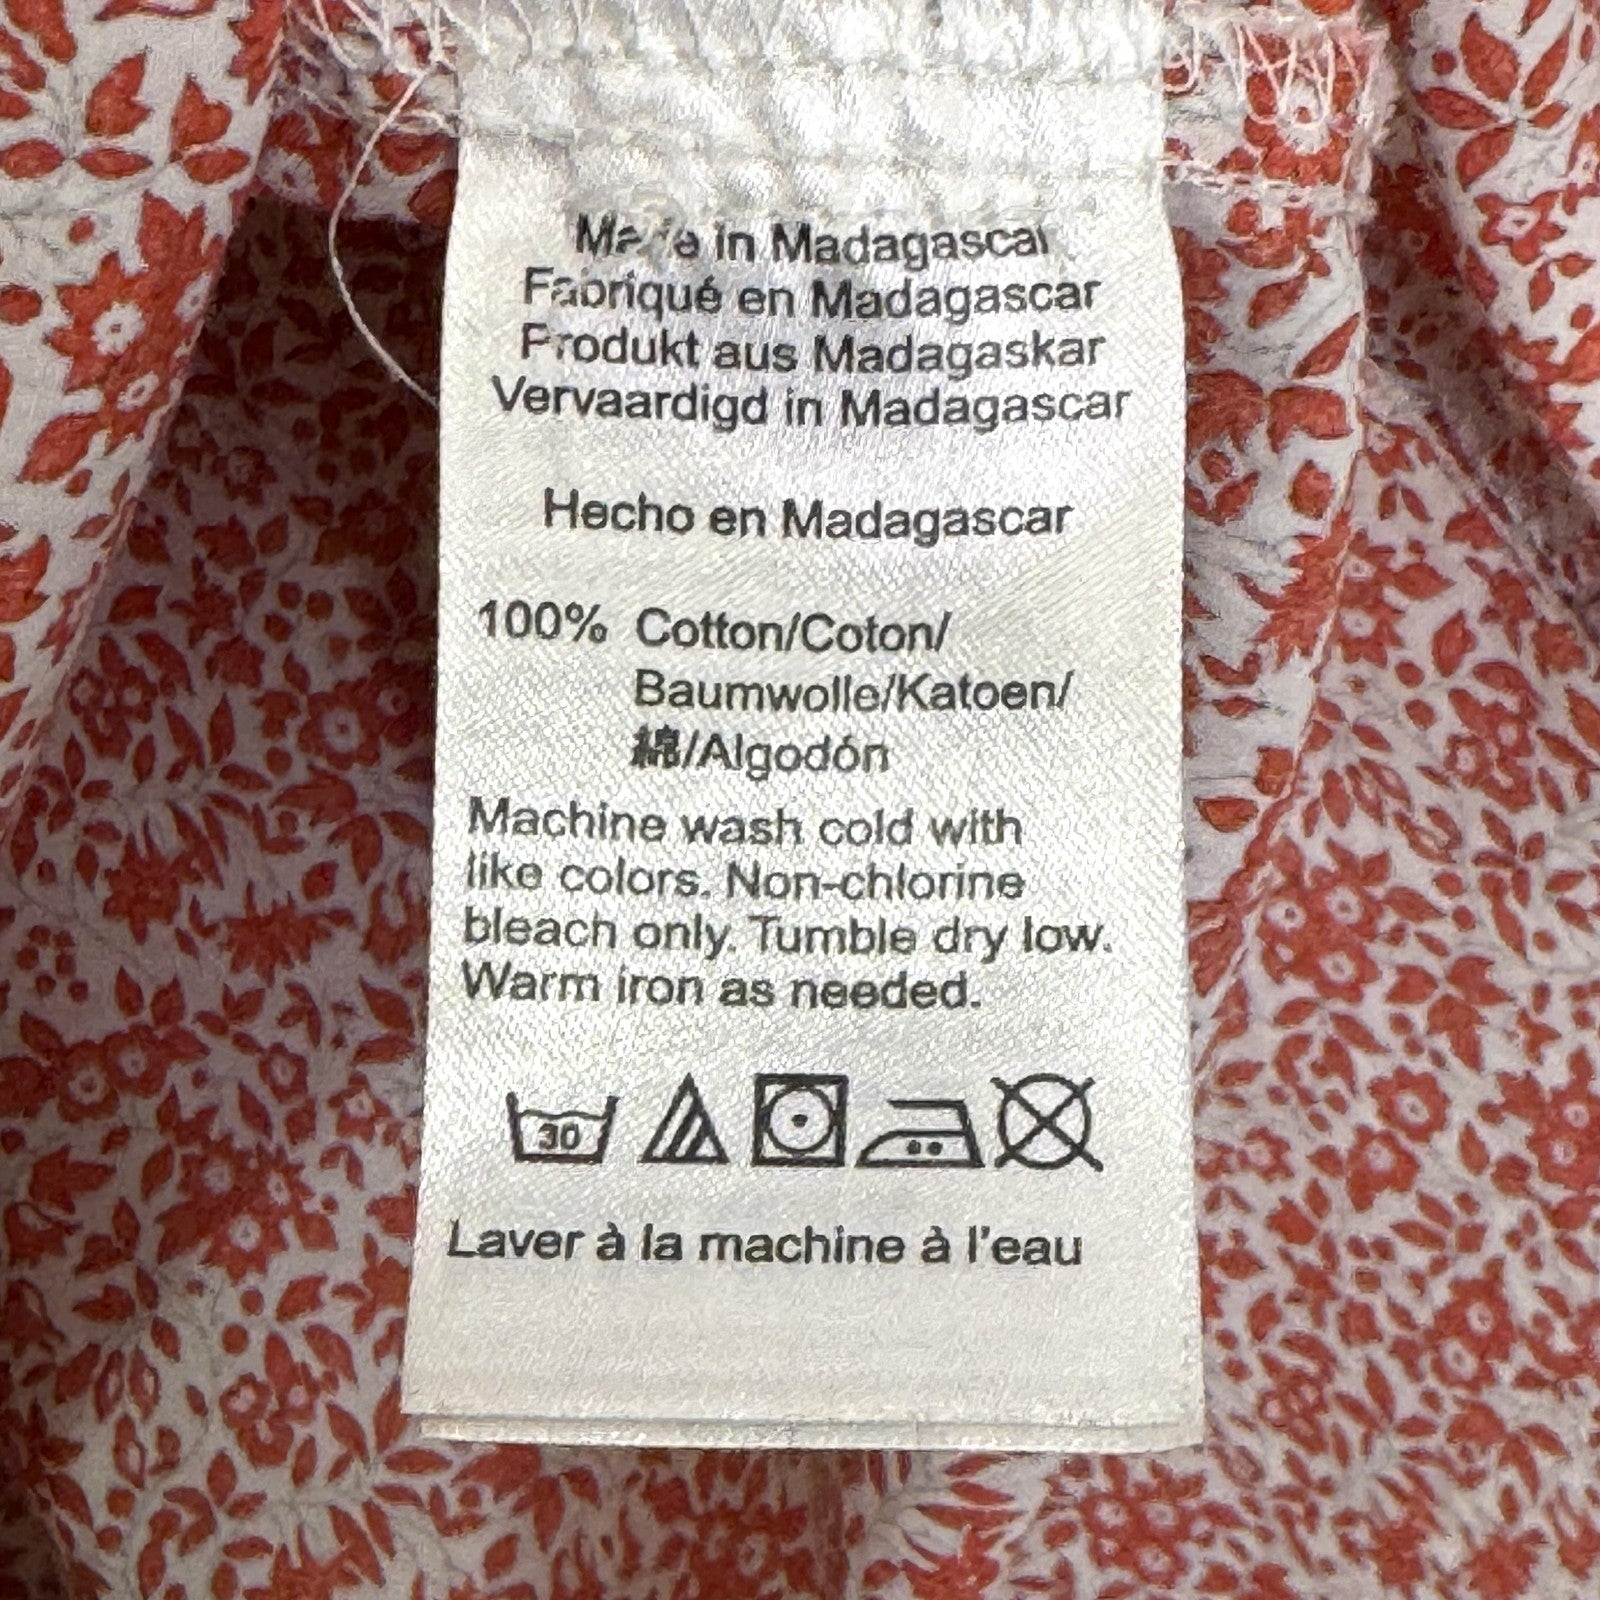 Made in Madagascar
Fabriqué en Madagascar
Produkt aus Madagaskar
Vervaardigd in Madagascar
Hecho en Madagascar
100% Cotton/Coton/
Baumwolle/Katoen/
綿/Algodón
Machine wash cold with
like colors. Non-chlorine
bleach only. Tumble dry low.
Warm iron as needed.
30
Laver à la machine à l'eau